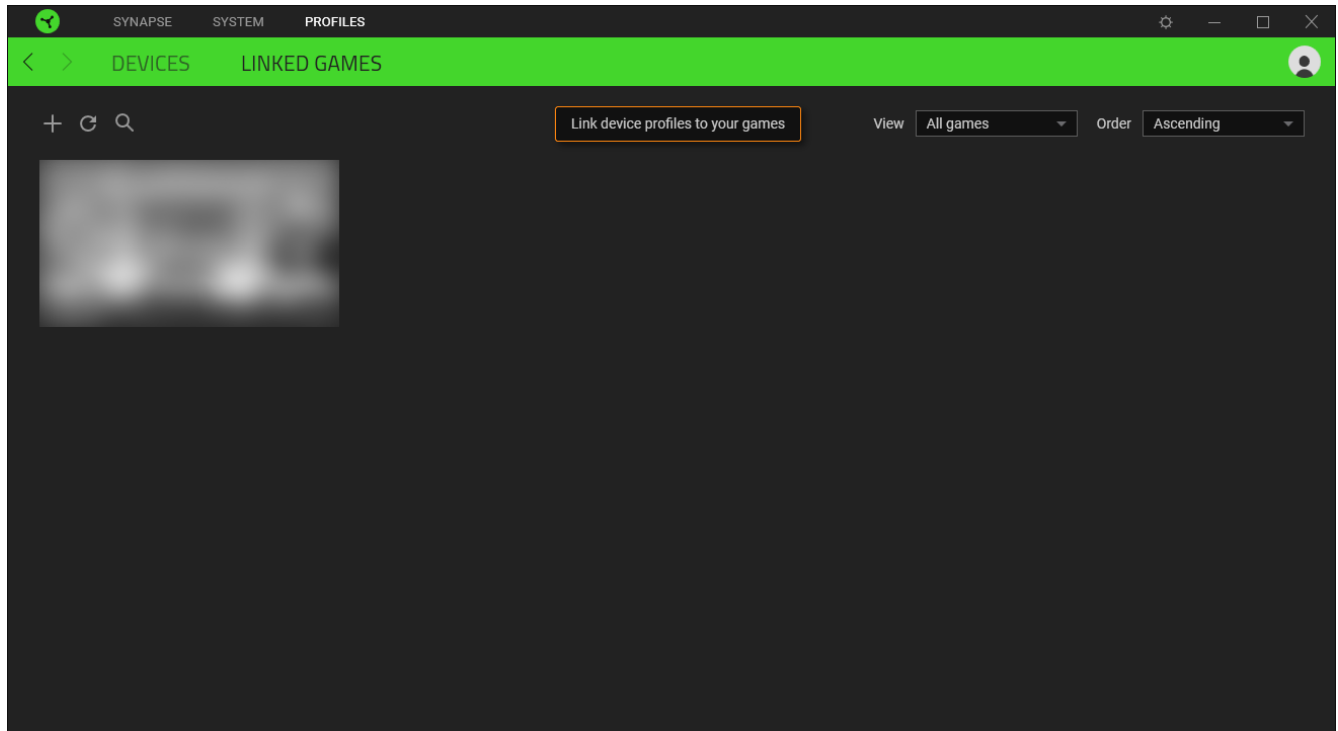 SYNAPSE SYSTEM PROFILES
DEVICES LINKED GAMES
Link device profiles to your games View All games Order Ascending